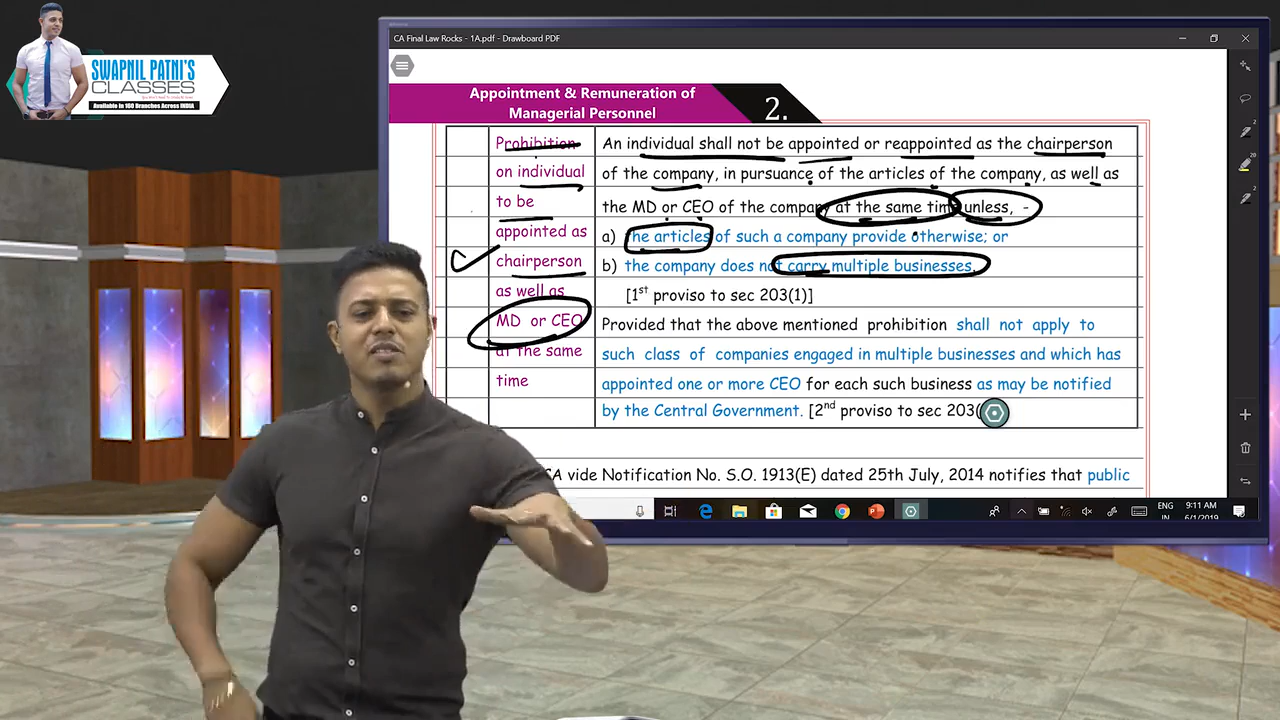 SWAPNIL PATNI'S
CLASSES
Available in 160 Branches Across INDIA
CA Final Law Rocks - 1A.pdf - Drawboard PDF
Appointment & Remuneration of
Managerial Personnel
2.
Prohibition
on individual
to be
appointed as
chairperson
as well as
MD or CEO
at the same
time
An individual shall not be appointed or reappointed as the chairperson
of the company, in pursuance of the articles of the company, as well as
the MD or CEO of the company at the same time unless, -
a) the articles of such a company provide otherwise; or
b) the company does not carry multiple businesses.
[1st proviso to sec 203(1)]
Provided that the above mentioned prohibition shall not apply to
such class of companies engaged in multiple businesses and which has
appointed one or more CEO for each such business as may be notified
by the Central Government. [2nd proviso to sec 203(
CA vide Notification No. S.O. 1913(E) dated 25th July, 2014 notifies that public
ENG
IN
9:11 AM
6/1/2019